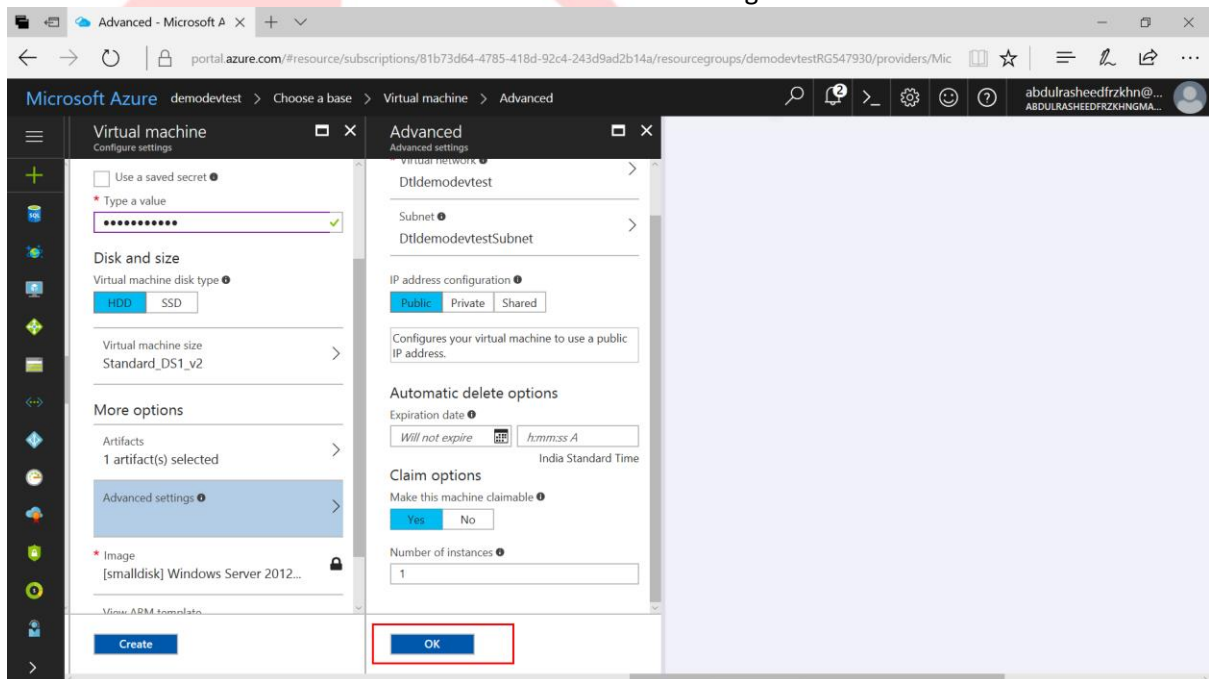 Advanced - Microsoft A
portal.azure.com/#resource/subscriptions/81b73d64-4785-418d-92c4-243d9ad2b14a/resourcegroups/demodevtestRG547930/providers/Mic
Microsoft Azure demodevtest > Choose a base > Virtual machine > Advanced
abdulrasheedfrzkhn@...
ABDULRASHEEDFRZKHNGMA...
Virtual machine
Configure settings
Use a saved secret
* Type a value
Disk and size
Virtual machine disk type
HDD SSD
Virtual machine size
Standard_DS1_v2
More options
Artifacts
1 artifact(s) selected
Advanced settings
* Image
[smalldisk] Windows Server 2012...
View ARM template
Create
Advanced
Advanced settings
* Virtual network
Dtldemodevtest
Subnet
DtldemodevtestSubnet
IP address configuration
Public Private Shared
Configures your virtual machine to use a public
IP address.
Automatic delete options
Expiration date
Will not expire h:mm:ss A
India Standard Time
Claim options
Make this machine claimable
Yes No
Number of instances
1
OK